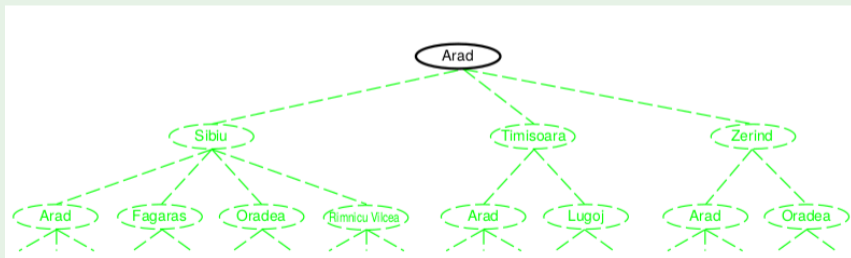 Arad
Sibiu Timisoara Zerind
Arad Fagaras Oradea Rimnicu Vilcea Arad Lugoj Arad Oradea